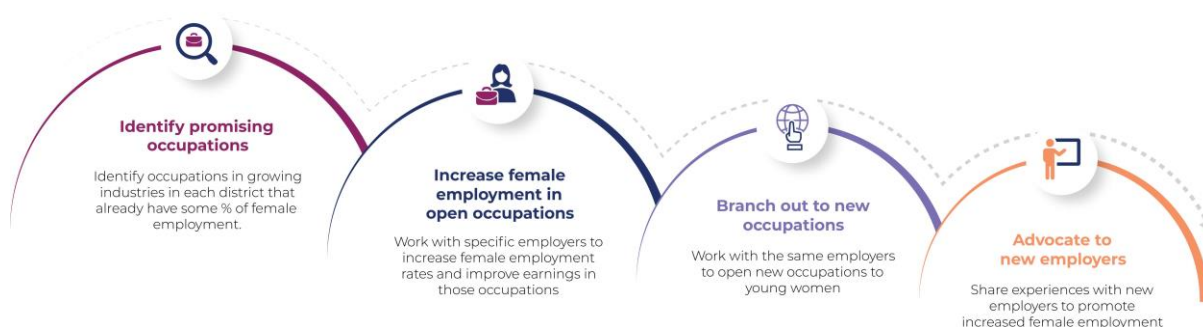 Identify promising
occupations
Identify occupations in growing
industries in each district that
already have some % of female
employment.
Increase female
employment in
open occupations
Work with specific employers to
increase female employment
rates and improve earnings in
those occupations
Branch out to new
occupations
Work with the same employers
to open new occupations to
young women
Advocate to
new employers
Share experiences with new
employers to promote
increased female employment